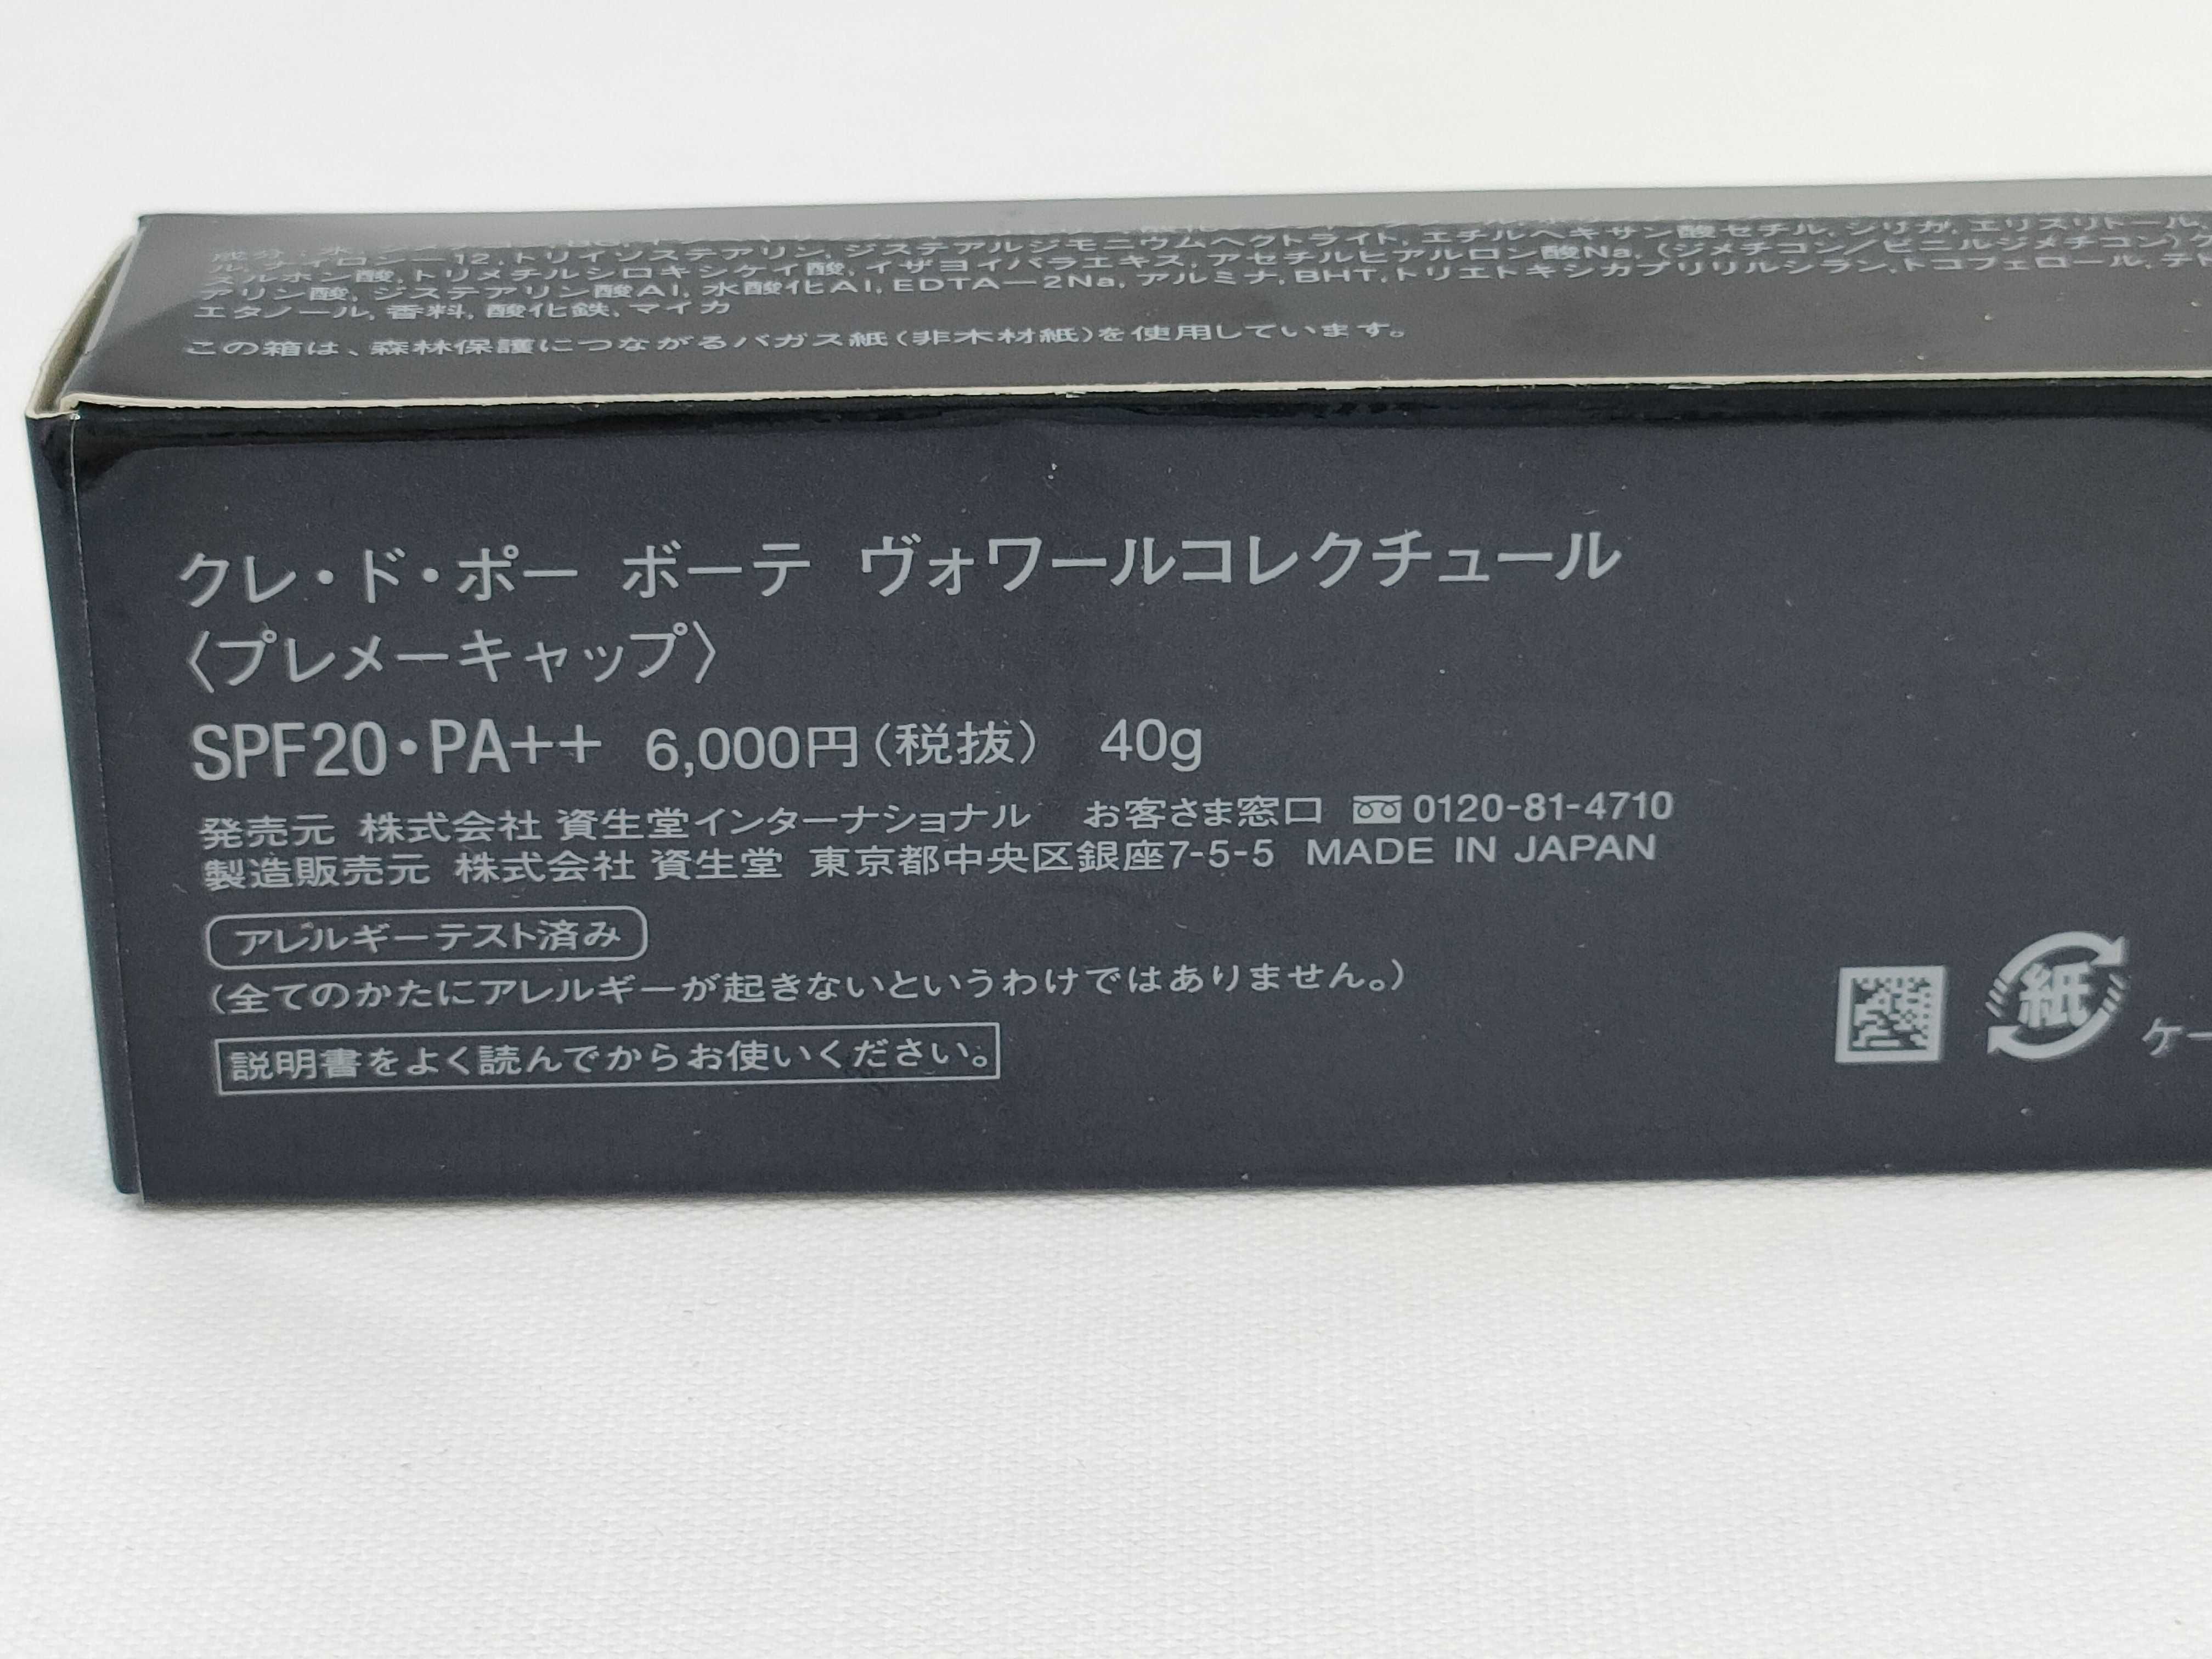 成分：水,
ル,ナイロン－12,トリイソステアリン,ジステアルジモニウムヘクトライト,エチルヘキサン酸セチル,シリカ,エリスリトール,
スルホン酸,トリメチルシロキシケイ酸,イザヨイバラエキス,アセチルヒアルロン酸Na,(ジメチコン／ビニルジメチコン)
アリン酸,ジステアリン酸Al,水酸化Al,EDTA－2Na,アルミナ,BHT,トリエトキシカプリリルシラン,トコフェロール,
エタノール,香料,酸化鉄,マイカ
この箱は、森林保護につながるバガス紙(非木材紙)を使用しています。
クレ・ド・ポー ボーテ ヴォワールコレクチュール
〈プレメーキャップ〉
SPF20・PA++ 6,000円(税抜) 40g
発売元 株式会社 資生堂インターナショナル お客さま窓口 0120-81-4710
製造販売元 株式会社 資生堂 東京都中央区銀座7-5-5 MADE IN JAPAN
アレルギーテスト済み
(全てのかたにアレルギーが起きないというわけではありません。)
説明書をよく読んでからお使いください。
紙
ケー